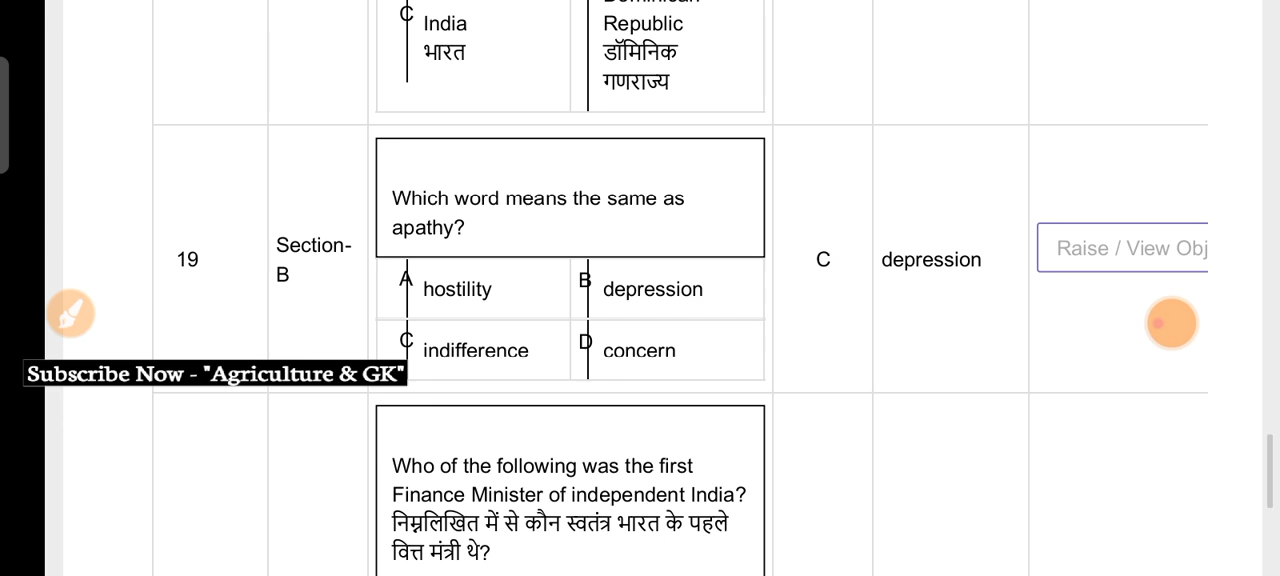 C
India
भारत
Republic
डॉमिनिक
गणराज्य
19
Section-
B
Which word means the same as
apathy?
A
hostility
B
depression
C
indifference
D
concern
C
depression
Raise / View Obj
Subscribe Now - "Agriculture & GK"
Who of the following was the first
Finance Minister of independent India?
निम्नलिखित में से कौन स्वतंत्र भारत के पहले
वित्त मंत्री थे?